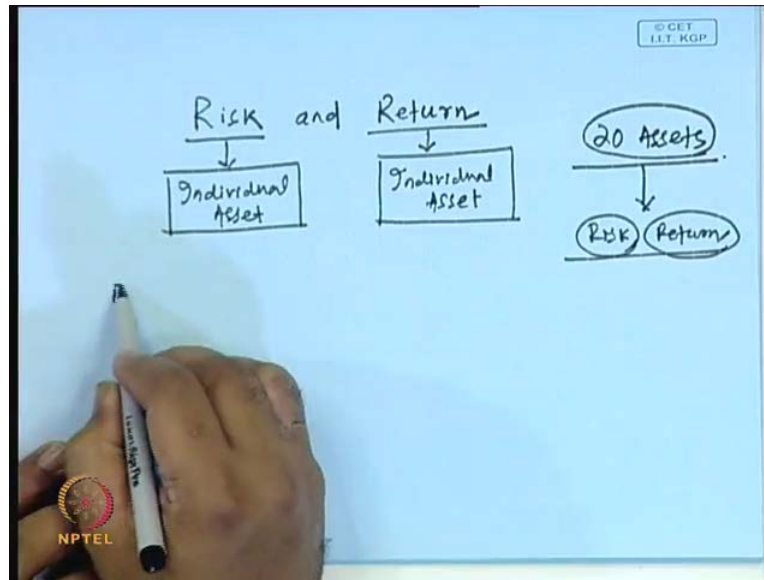 © CET
I.I.T. KGP
Risk and Return
20 Assets
Individual
Asset
Individual
Asset
Risk Return
NPTEL